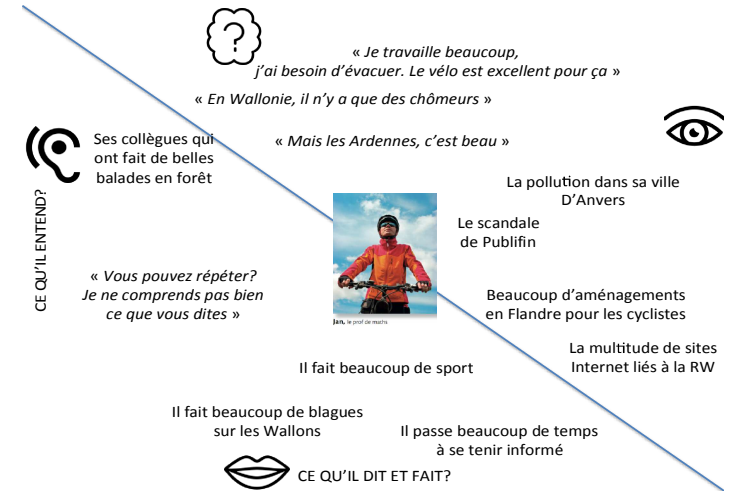 ?
« Je travaille beaucoup,
j'ai besoin d'évacuer. Le vélo est excellent pour ça »
« En Wallonie, il n'y a que des chômeurs »
« Mais les Ardennes, c'est beau »
Ses collègues qui
ont fait de belles
balades en forêt
CE QU'IL ENTEND?
La pollution dans sa ville
D'Anvers
Le scandale
de Publifin
« Vous pouvez répéter?
Je ne comprends pas bien
ce que vous dites »
Jan, le prof de maths.
Beaucoup d'aménagements
en Flandre pour les cyclistes
La multitude de sites
Internet liés à la RW
Il fait beaucoup de sport
Il fait beaucoup de blagues
sur les Wallons
Il passe beaucoup de temps
à se tenir informé
CE QU'IL DIT ET FAIT?